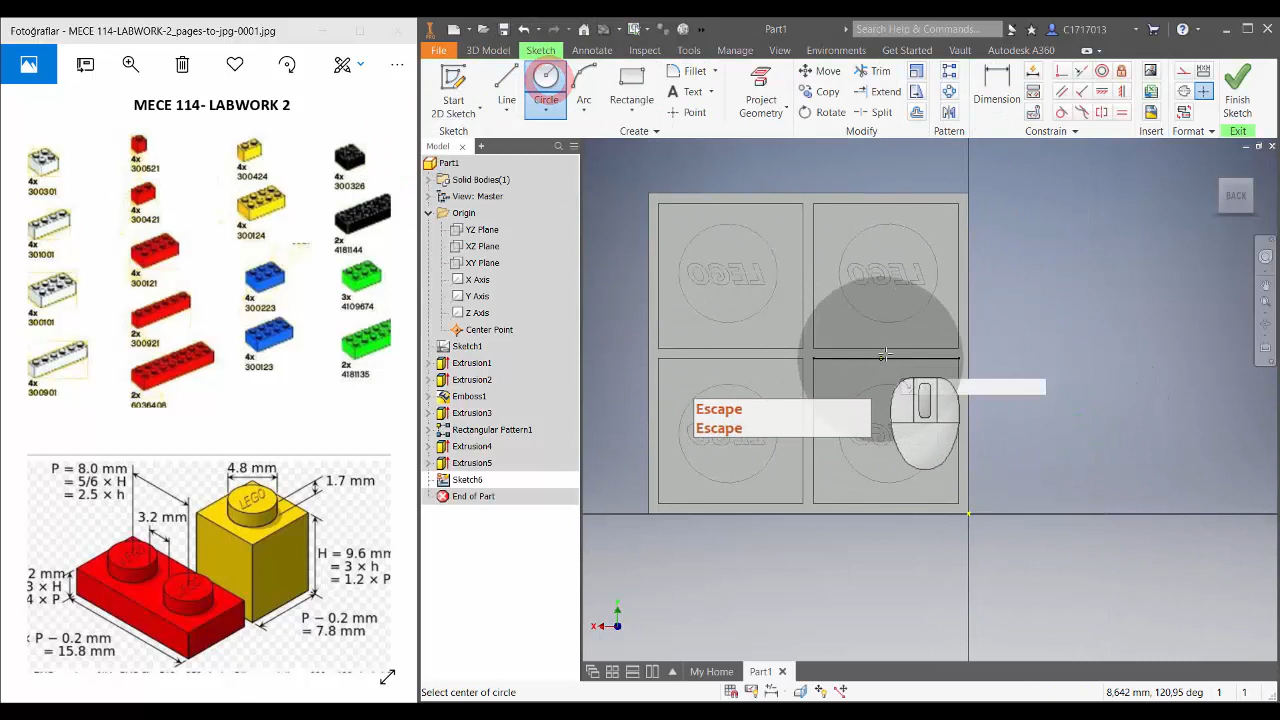 Fotoğraflar - MECE 114-LABWORK-2_pages-to-jpg-0001.jpg
MECE 114- LABWORK 2
4x
300301
4x
301001
4x
300101
4x
300901
4x
300521
4x
300421
4x
300121
2x
300921
2x
6036408
4x
300424
4x
300124
4x
300223
4x
300123
4x
300326
2x
4181144
3x
4109674
2x
4181135
P = 8.0 mm
= 5/6 × H
= 2.5 × h
4.8 mm
1.7 mm
3.2 mm
LEGO
H = 9.6 mm
= 3 × h
= 1.2 × P
2 mm
3 × H
4 × P
P − 0.2 mm
= 7.8 mm
P − 0.2 mm
= 15.8 mm
PRO
Part1
Search Help & Commands...
C1717013
File
3D Model
Sketch
Annotate
Inspect
Tools
Manage
View
Environments
Get Started
Vault
Autodesk A360
Start
2D Sketch
Line
Circle
Arc
Rectangle
Fillet
Text
Point
Project
Geometry
Move
Copy
Rotate
Trim
Extend
Split
Dimension
Finish
Sketch
Sketch
Create
Modify
Pattern
Constrain
Insert
Format
Exit
Model
Part1
Solid Bodies(1)
View: Master
Origin
YZ Plane
XZ Plane
XY Plane
X Axis
Y Axis
Z Axis
Center Point
Sketch1
Extrusion1
Extrusion2
Emboss1
Extrusion3
Rectangular Pattern1
Extrusion4
Extrusion5
Sketch6
End of Part
BACK
LEGO
LEGO
Escape
Escape
Y
X
My Home
Part1
Select center of circle
8,642 mm, 120,95 deg
1
1